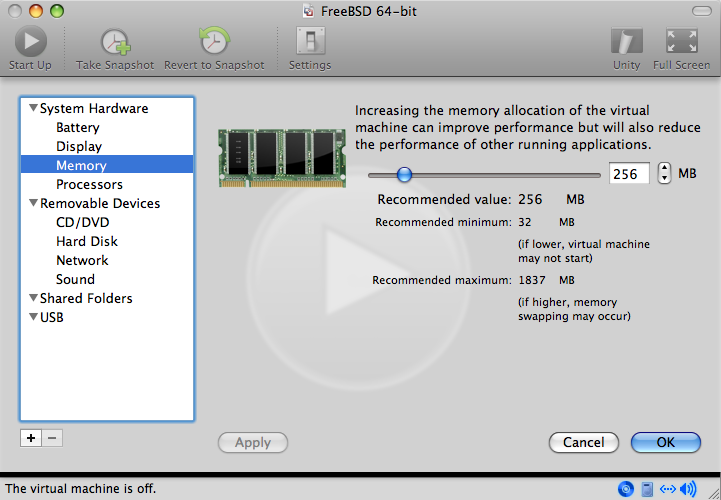 FreeBSD 64-bit
Start Up
Take Snapshot
Revert to Snapshot
Settings
Unity
Full Screen
System Hardware
Battery
Display
Memory
Processors
Removable Devices
CD/DVD
Hard Disk
Network
Sound
Shared Folders
USB
Increasing the memory allocation of the virtual
machine can improve performance but will also reduce
the performance of other running applications.
256 MB
Recommended value: 256 MB
Recommended minimum: 32 MB
(if lower, virtual machine
may not start)
Recommended maximum: 1837 MB
(if higher, memory
swapping may occur)
Apply
Cancel
OK
The virtual machine is off.